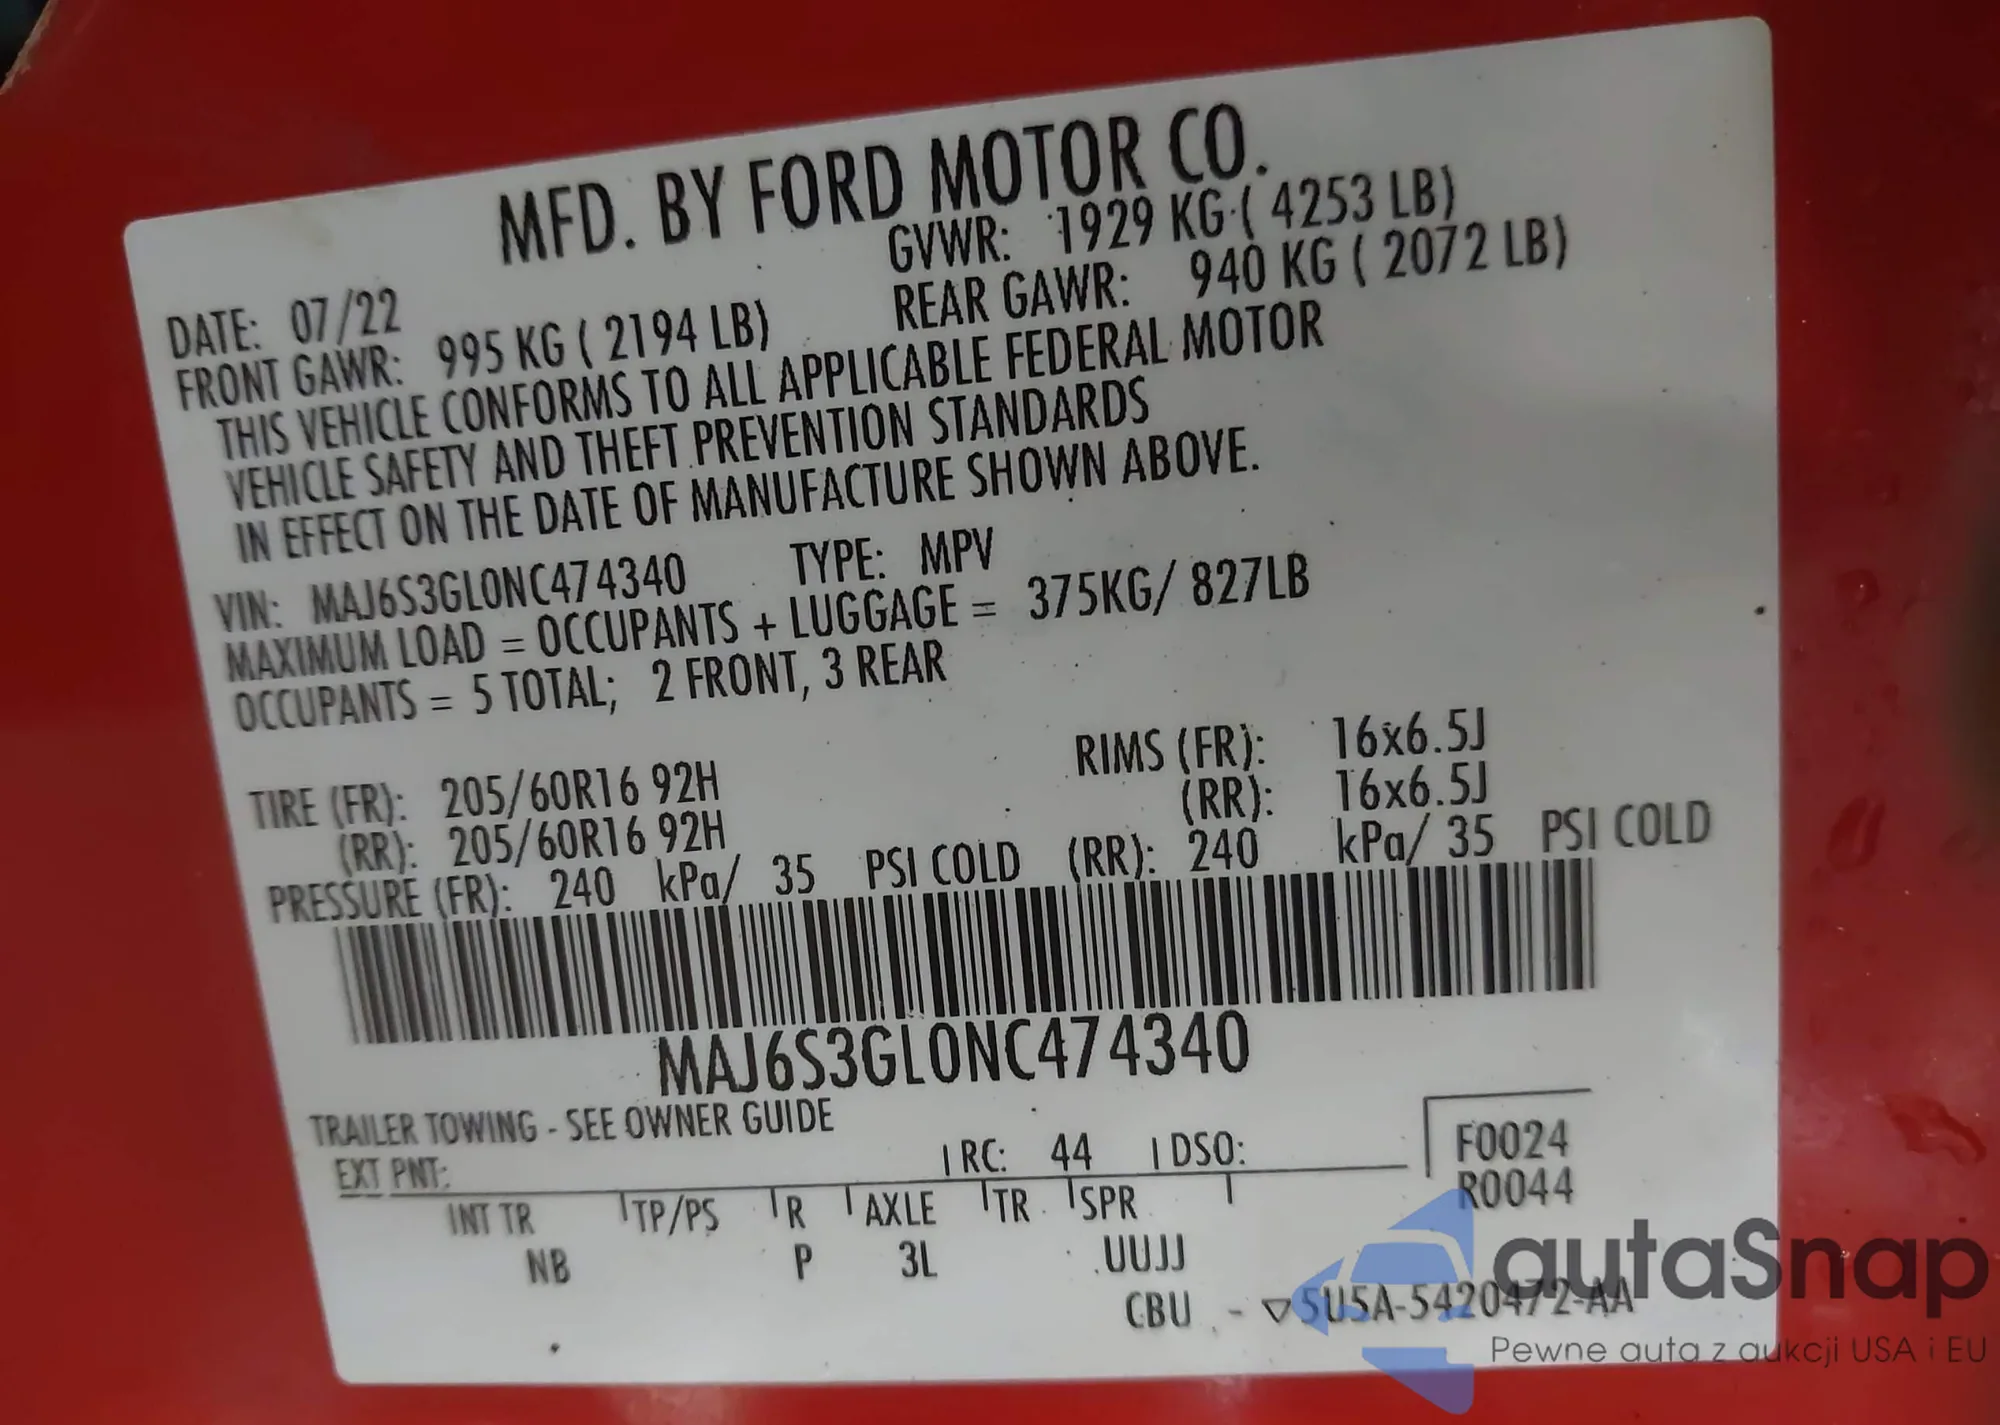 MFD. BY FORD MOTOR CO.
DATE: 07/22 GVWR: 1929 KG ( 4253 LB)
FRONT GAWR: 995 KG ( 2194 LB) REAR GAWR: 940 KG ( 2072 LB)
THIS VEHICLE CONFORMS TO ALL APPLICABLE FEDERAL MOTOR
VEHICLE SAFETY AND THEFT PREVENTION STANDARDS
IN EFFECT ON THE DATE OF MANUFACTURE SHOWN ABOVE.
VIN: MAJ6S3GL0NC474340 TYPE: MPV
MAXIMUM LOAD = OCCUPANTS + LUGGAGE = 375KG/ 827LB
OCCUPANTS = 5 TOTAL; 2 FRONT, 3 REAR
TIRE (FR): 205/60R16 92H RIMS (FR): 16x6.5J
(RR): 205/60R16 92H (RR): 16x6.5J
PRESSURE (FR): 240 kPa/ 35 PSI COLD (RR): 240 kPa/ 35 PSI COLD
MAJ6S3GL0NC474340
TRAILER TOWING - SEE OWNER GUIDE
EXT PNT: RC: 44 DSO: F0024
R0044
INT TR TP/PS R AXLE TR SPR
NB P 3L UUJJ
CBU - ▽5U5A-5420472-AA
autaSnap
Pewne auta z aukcji USA i EU